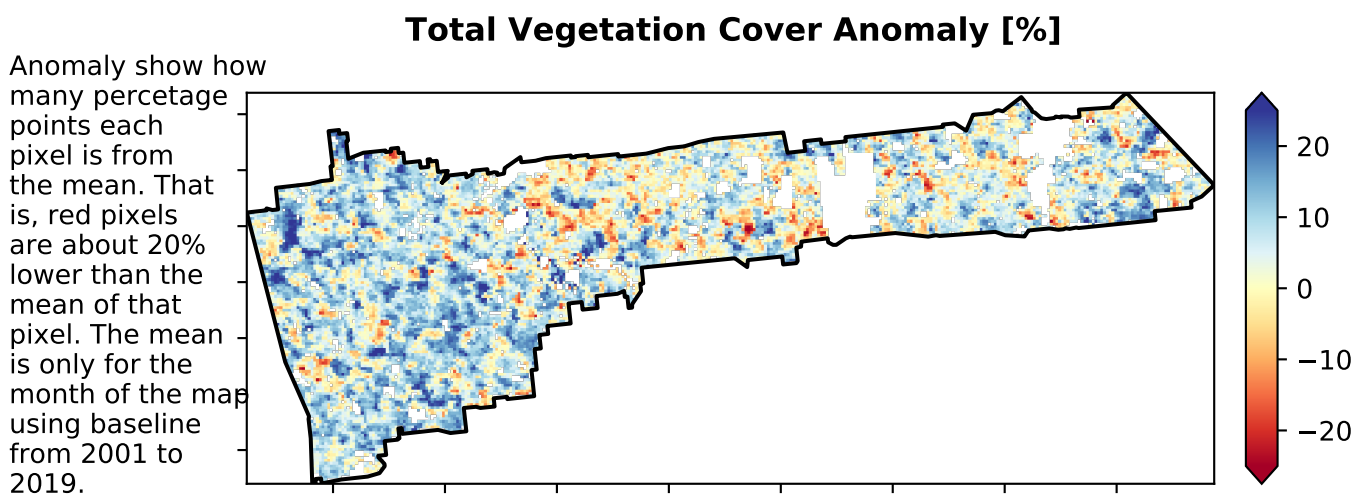 Total Vegetation Cover Anomaly [%]
Anomaly show how
many percetage
points each
pixel is from
the mean. That
is, red pixels
are about 20%
lower than the
mean of that
pixel. The mean
is only for the
month of the map
using baseline
from 2001 to
2019.
20
10
0
−10
−20